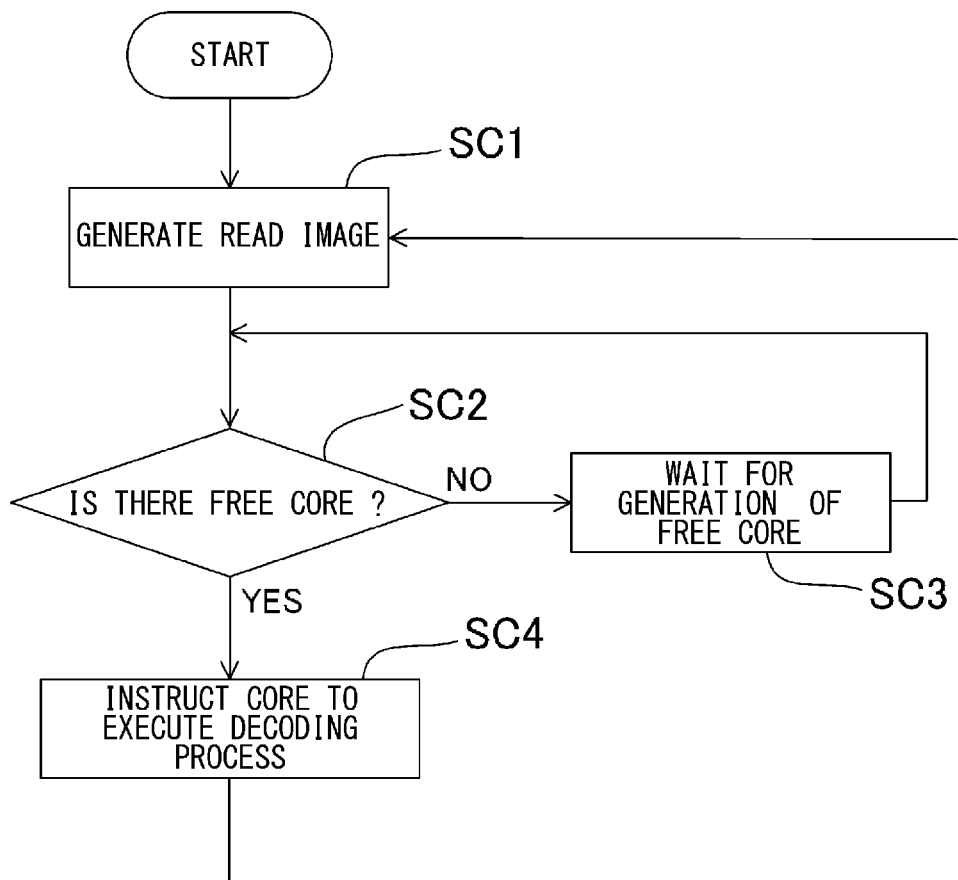 START
SC1
GENERATE READ IMAGE
SC2
IS THERE FREE CORE ?
NO
WAIT FOR
GENERATION OF
FREE CORE
SC3
YES
SC4
INSTRUCT CORE TO
EXECUTE DECODING
PROCESS